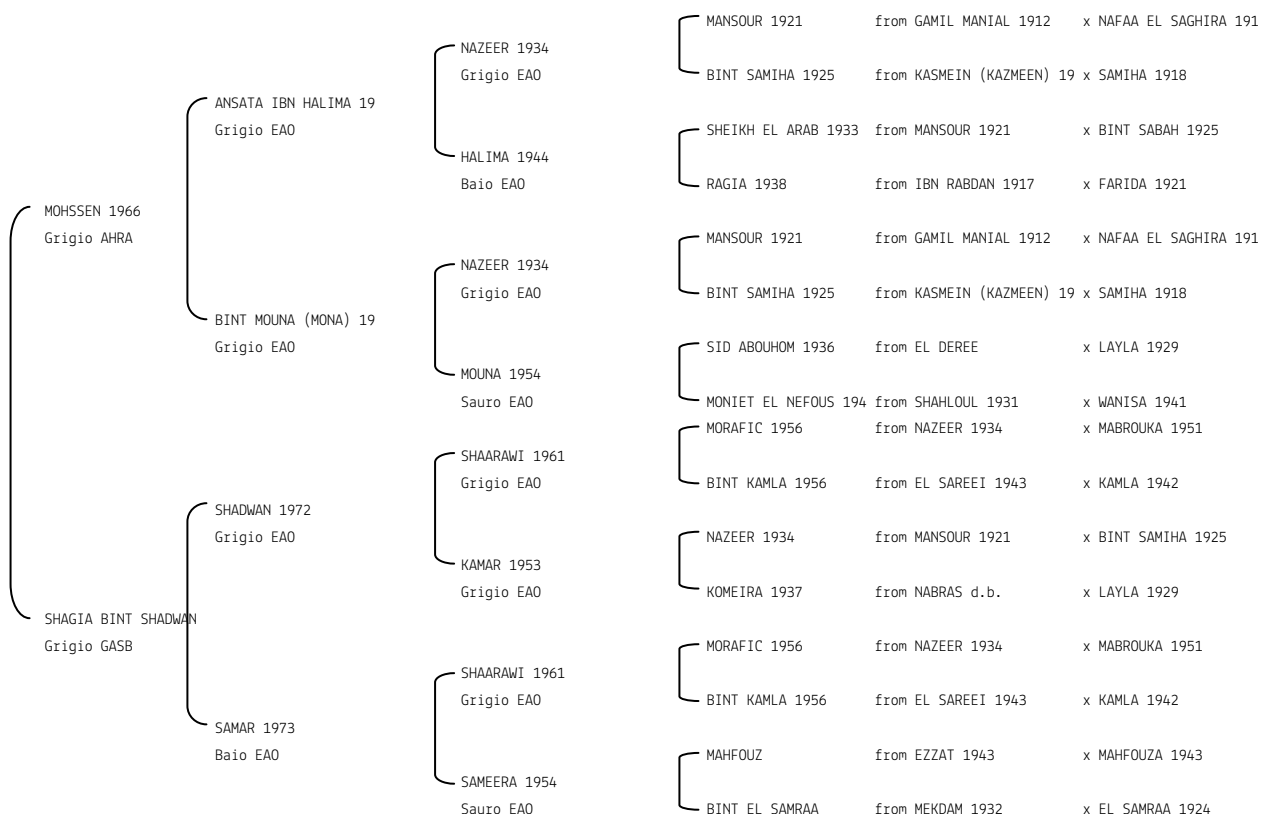 MANSOUR 1921 from GAMIL MANIAL 1912 x NAFAA EL SAGHIRA 191
NAZEER 1934
Grigio EAO
BINT SAMIHA 1925 from KASMEIN (KAZMEEN) 19 x SAMIHA 1918
ANSATA IBN HALIMA 19
Grigio EAO
SHEIKH EL ARAB 1933 from MANSOUR 1921 x BINT SABAH 1925
HALIMA 1944
Baio EAO
RAGIA 1938 from IBN RABDAN 1917 x FARIDA 1921
MOHSSEN 1966
Grigio AHRA
MANSOUR 1921 from GAMIL MANIAL 1912 x NAFAA EL SAGHIRA 191
NAZEER 1934
Grigio EAO
BINT SAMIHA 1925 from KASMEIN (KAZMEEN) 19 x SAMIHA 1918
BINT MOUNA (MONA) 19
Grigio EAO
SID ABOUHOM 1936 from EL DEREE x LAYLA 1929
MOUNA 1954
Sauro EAO
MONIET EL NEFOUS 194 from SHAHLOUL 1931 x WANISA 1941
MORAFIC 1956 from NAZEER 1934 x MABROUKA 1951
SHAARAWI 1961
Grigio EAO
BINT KAMLA 1956 from EL SAREEI 1943 x KAMLA 1942
SHADWAN 1972
Grigio EAO
NAZEER 1934 from MANSOUR 1921 x BINT SAMIHA 1925
KAMAR 1953
Grigio EAO
KOMEIRA 1937 from NABRAS d.b. x LAYLA 1929
SHAGIA BINT SHADWAN
Grigio GASB
MORAFIC 1956 from NAZEER 1934 x MABROUKA 1951
SHAARAWI 1961
Grigio EAO
BINT KAMLA 1956 from EL SAREEI 1943 x KAMLA 1942
SAMAR 1973
Baio EAO
MAHFOUZ from EZZAT 1943 x MAHFOUZA 1943
SAMEERA 1954
Sauro EAO
BINT EL SAMRAA from MEKDAM 1932 x EL SAMRAA 1924